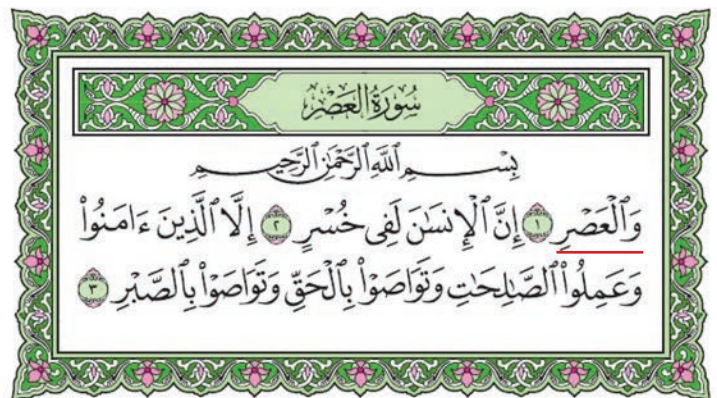 سُورَةُ العَصْرِ
بِسْمِ ٱللَّهِ ٱلرَّحْمَٰنِ ٱلرَّحِيمِ
وَٱلْعَصْرِ ١ إِنَّ ٱلْإِنسَٰنَ لَفِى خُسْرٍ ٢ إِلَّا ٱلَّذِينَ ءَامَنُوا۟
وَعَمِلُوا۟ ٱلصَّٰلِحَٰتِ وَتَوَاصَوْا۟ بِٱلْحَقِّ وَتَوَاصَوْا۟ بِٱلصَّبْرِ ٣